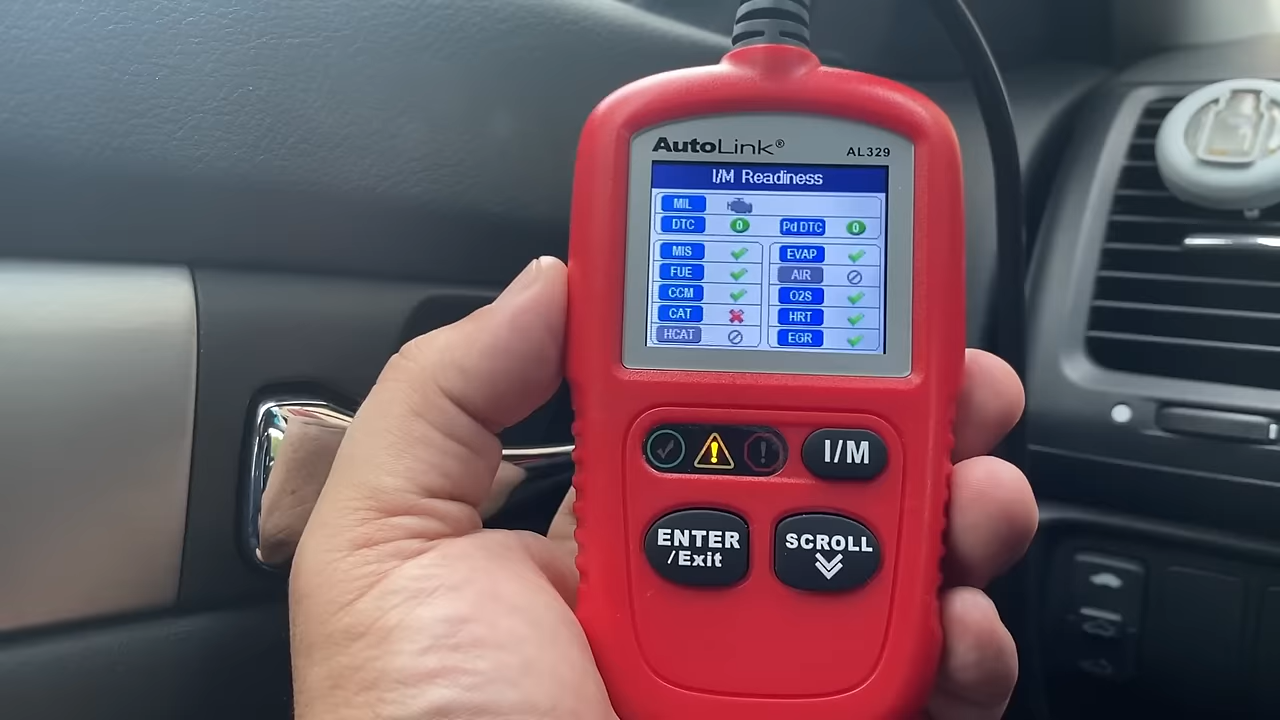 AutoLink®
AL329
I/M Readiness
MIL
DTC 0 Pd DTC 0
MIS EVAP
FUE AIR
CCM O2S
CAT HRT
HCAT EGR
I/M
ENTER SCROLL
/Exit